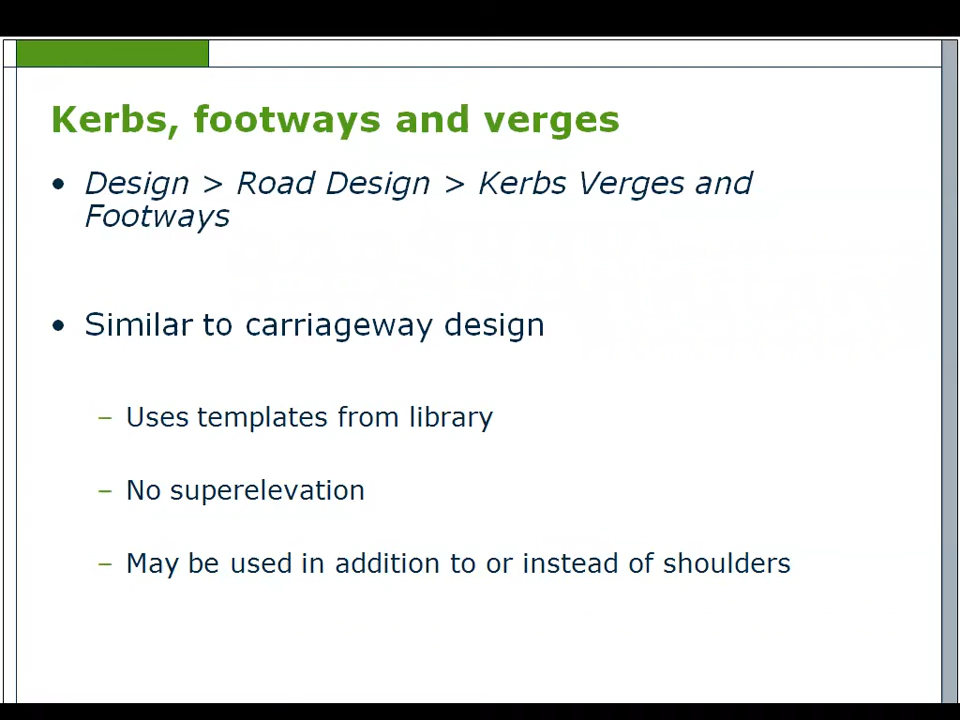 Kerbs, footways and verges
• Design > Road Design > Kerbs Verges and
Footways
• Similar to carriageway design
– Uses templates from library
– No superelevation
– May be used in addition to or instead of shoulders